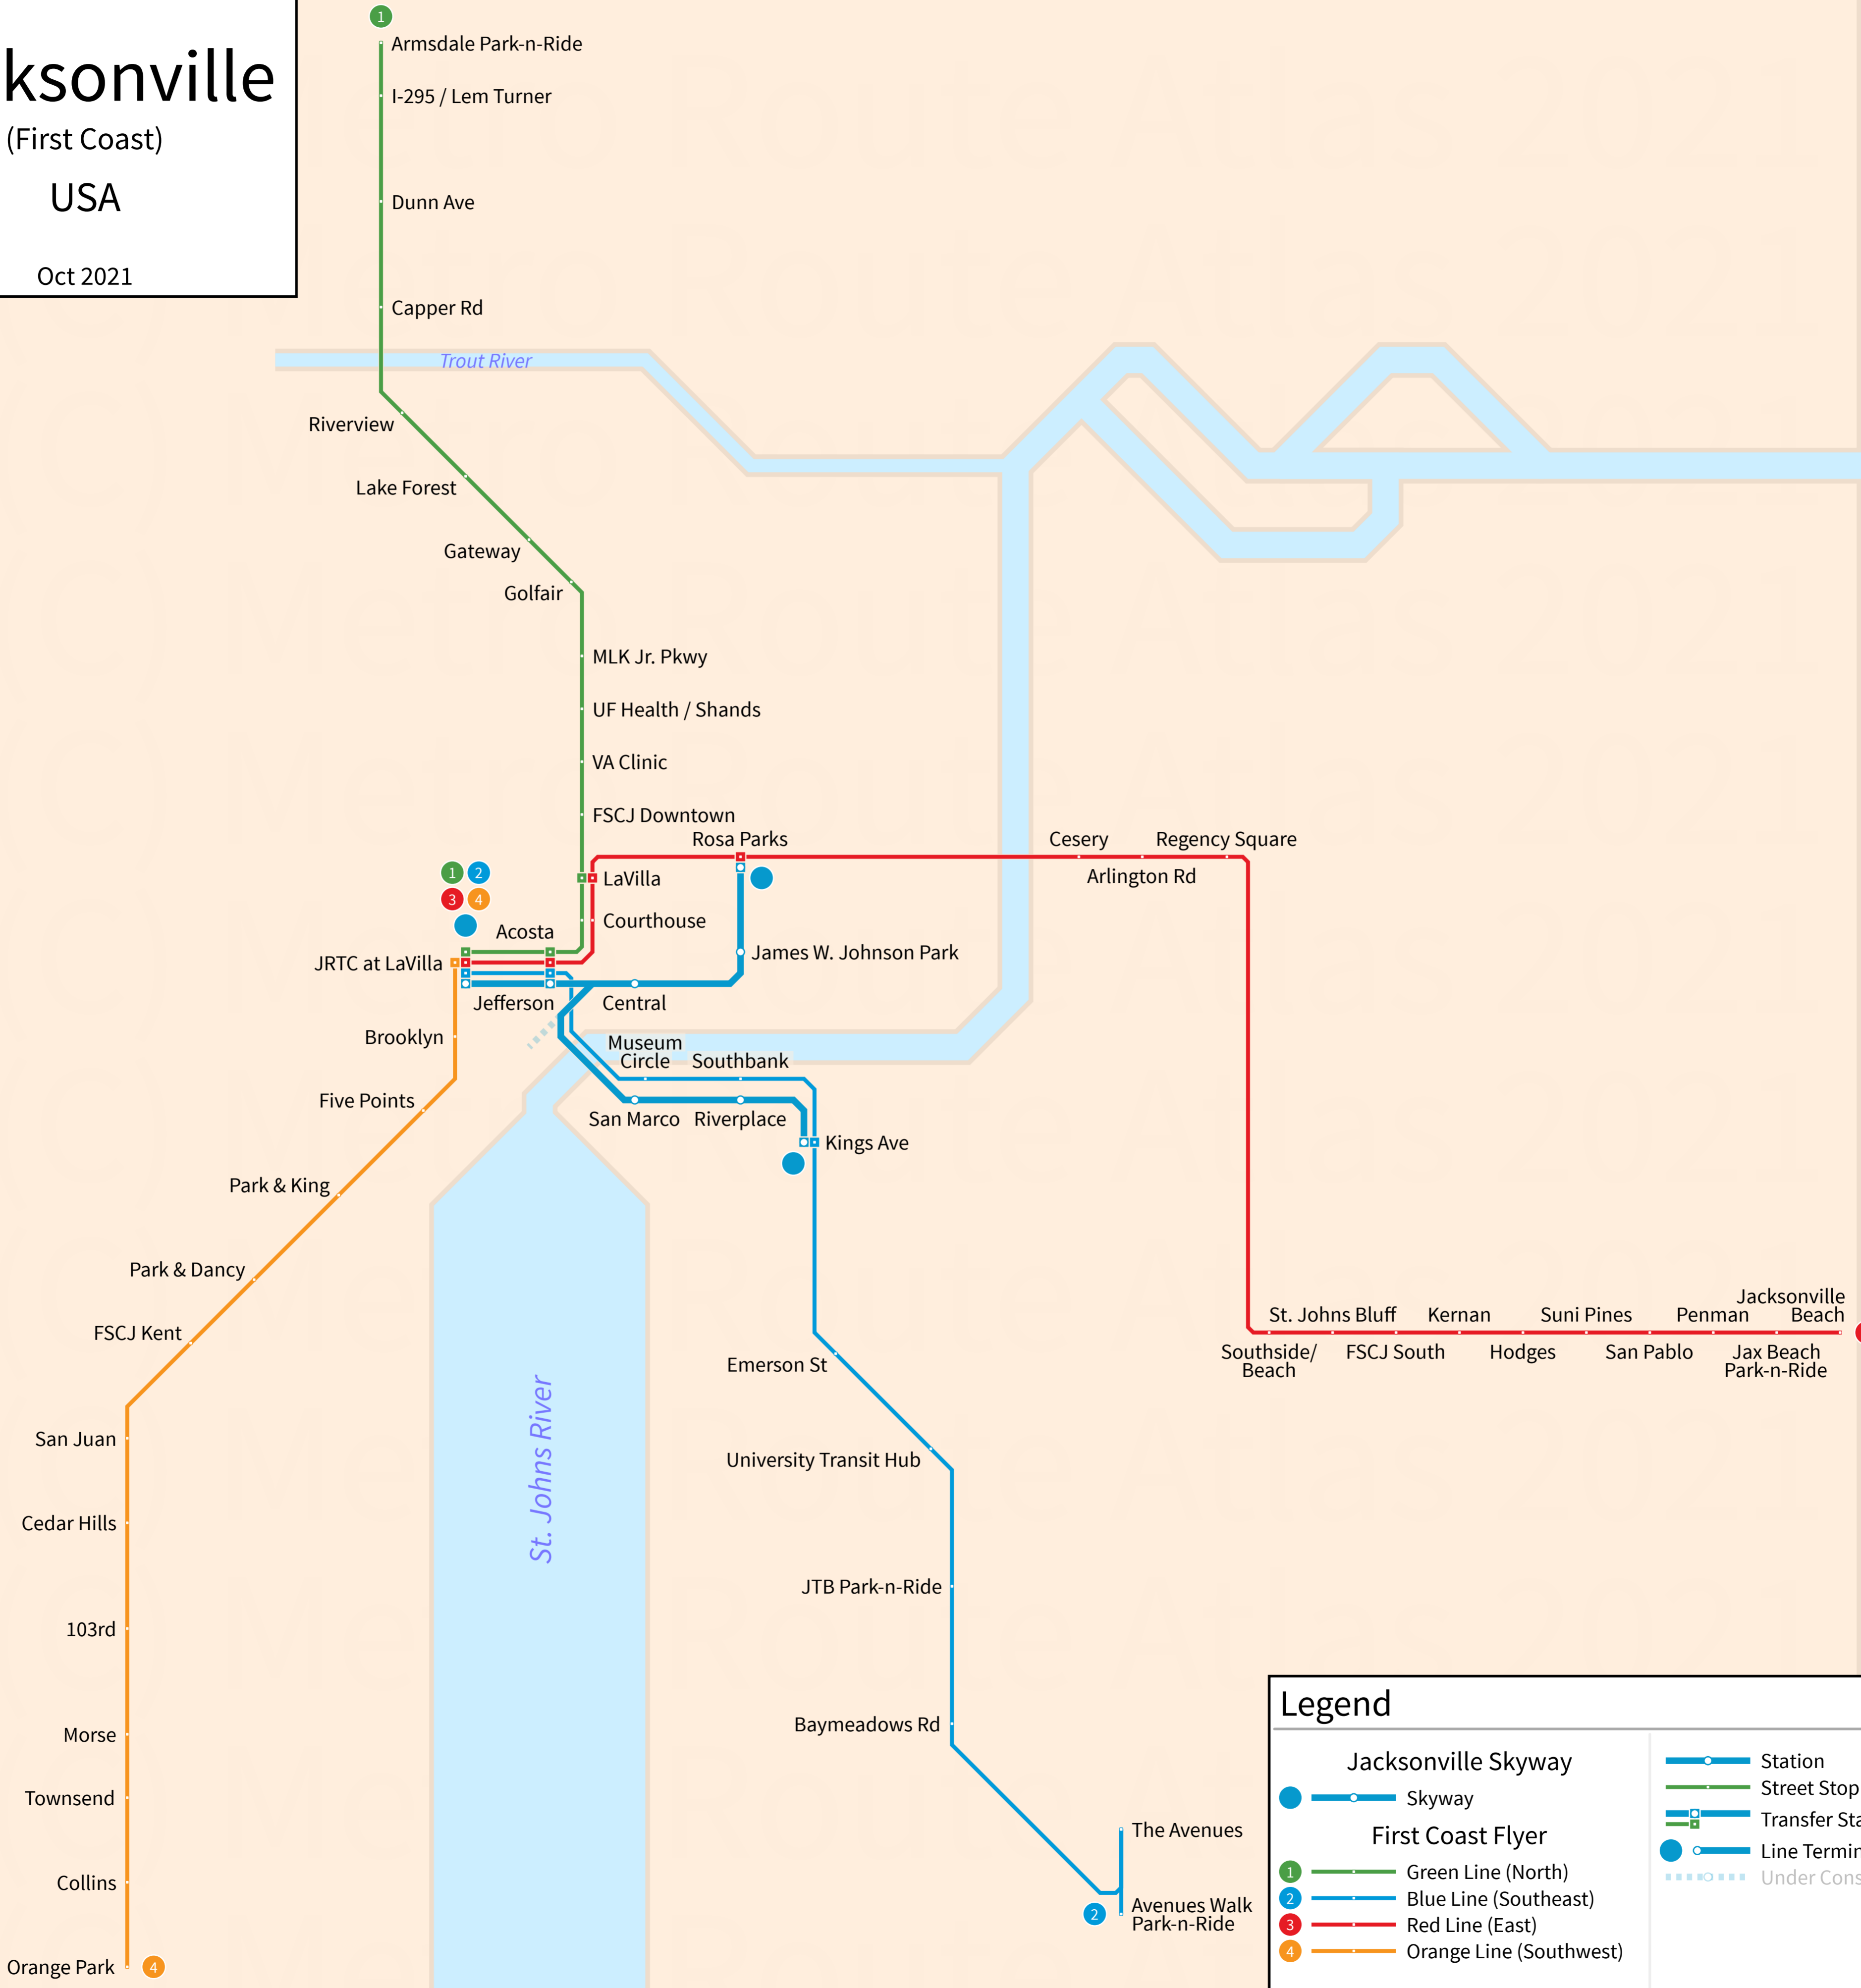 ksonville
(First Coast)
USA
Oct 2021
1
Armsdale Park-n-Ride
I-295 / Lem Turner
Dunn Ave
Capper Rd
Trout River
Riverview
Lake Forest
Gateway
Golfair
MLK Jr. Pkwy
UF Health / Shands
VA Clinic
FSCJ Downtown
Rosa Parks
Cesery
Regency Square
Arlington Rd
1 2
3 4
LaVilla
Courthouse
Acosta
JRTC at LaVilla
James W. Johnson Park
Jefferson
Central
Brooklyn
Museum
Circle
Southbank
Five Points
San Marco
Riverplace
Kings Ave
Park & King
Park & Dancy
FSCJ Kent
Jacksonville
Beach
St. Johns Bluff
Kernan
Suni Pines
Penman
Southside/
Beach
FSCJ South
Hodges
San Pablo
Jax Beach
Park-n-Ride
Emerson St
University Transit Hub
St. Johns River
San Juan
Cedar Hills
JTB Park-n-Ride
103rd
Morse
Baymeadows Rd
Townsend
The Avenues
Collins
Avenues Walk
Park-n-Ride
2
Orange Park
4
Legend
Jacksonville Skyway
Skyway
First Coast Flyer
1 Green Line (North)
2 Blue Line (Southeast)
3 Red Line (East)
4 Orange Line (Southwest)
Station
Street Stop
Transfer Sta
Line Termin
Under Cons